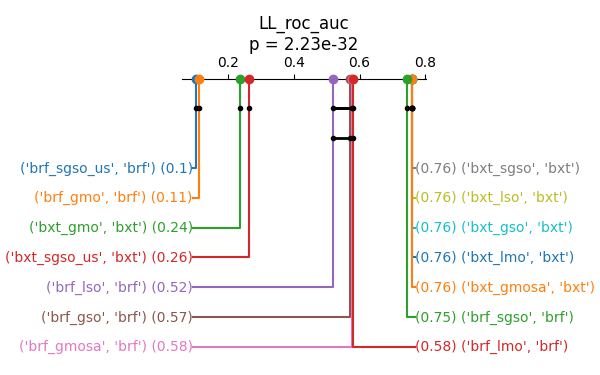 LL_roc_auc
p = 2.23e-32
0.2 0.4 0.6 0.8
('brf_sgso_us', 'brf') (0.1) (0.76) ('bxt_sgso', 'bxt')
('brf_gmo', 'brf') (0.11) (0.76) ('bxt_lso', 'bxt')
('bxt_gmo', 'bxt') (0.24) (0.76) ('bxt_gso', 'bxt')
('bxt_sgso_us', 'bxt') (0.26) (0.76) ('bxt_lmo', 'bxt')
('brf_lso', 'brf') (0.52) (0.76) ('bxt_gmosa', 'bxt')
('brf_gso', 'brf') (0.57) (0.75) ('brf_sgso', 'brf')
('brf_gmosa', 'brf') (0.58) (0.58) ('brf_lmo', 'brf')